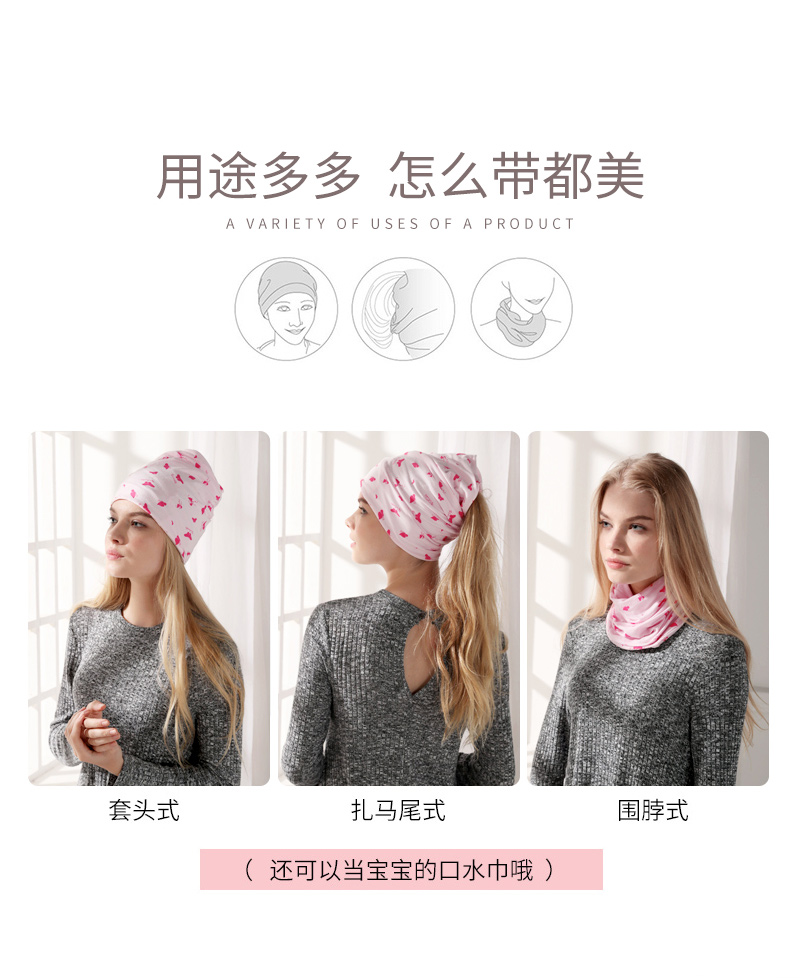 用途多多 怎么带都美
A VARIETY OF USES OF A PRODUCT
套头式
扎马尾式
围脖式
（ 还可以当宝宝的口水巾哦 ）